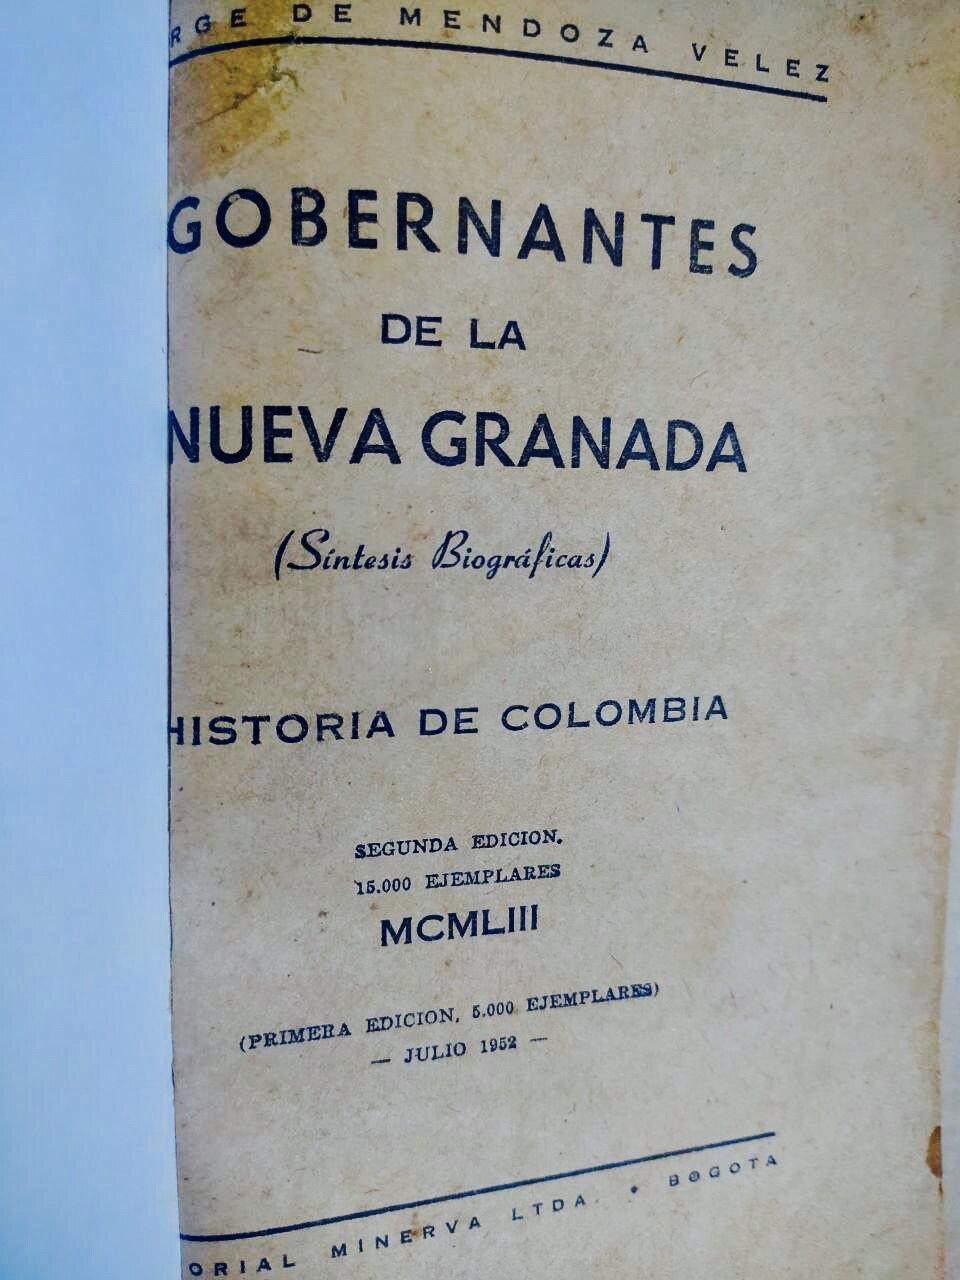 RGE DE MENDOZA VELEZ
GOBERNANTES
DE LA
NUEVA GRANADA
(Síntesis Biográficas)
HISTORIA DE COLOMBIA
SEGUNDA EDICION.
15.000 EJEMPLARES
MCMLIII
(PRIMERA EDICION, 5.000 EJEMPLARES)
— JULIO 1952 —
ORIAL MINERVA LTDA. • BOGOTA